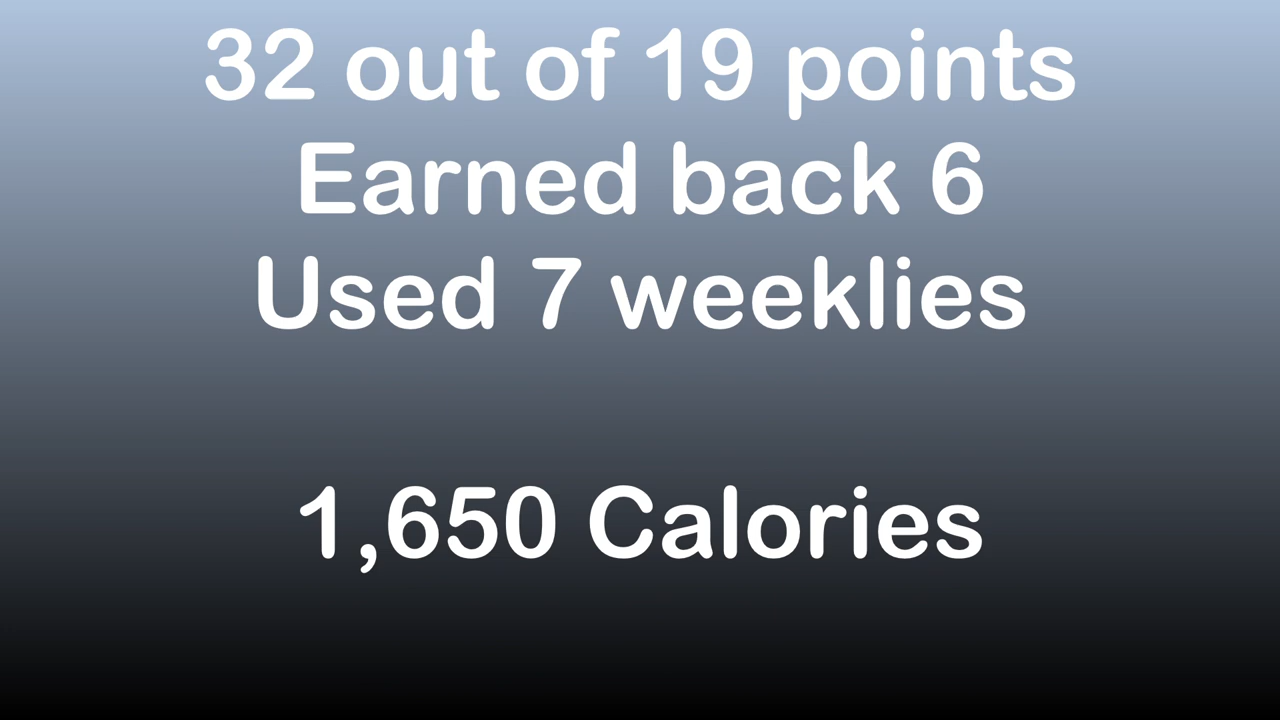 32 out of 19 points
Earned back 6
Used 7 weeklies
1,650 Calories